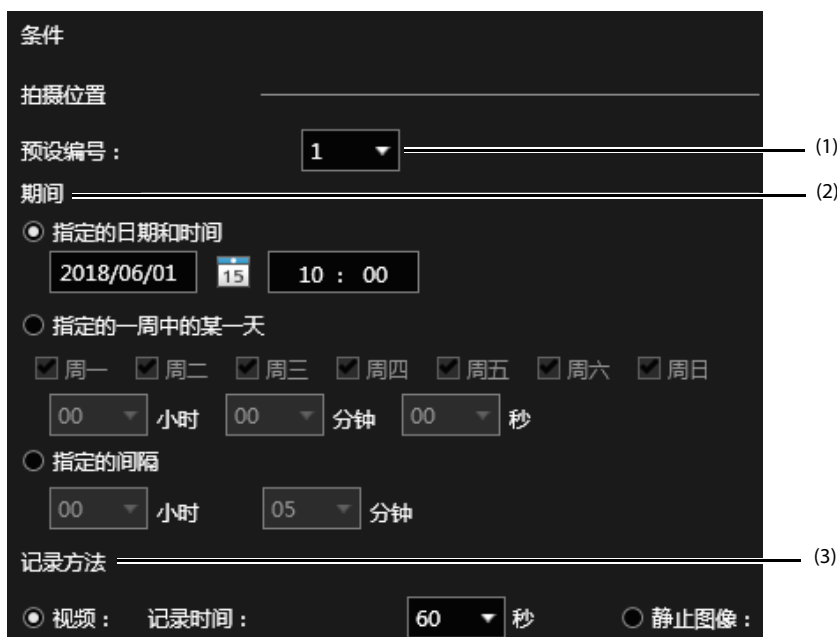 条件
拍摄位置
预设编号： 1 (1)
期间 (2)
指定的日期和时间
2018/06/01 15 10 : 00
指定的一周中的某一天
周一 周二 周三 周四 周五 周六 周日
00 小时 00 分钟 00 秒
指定的间隔
00 小时 05 分钟
记录方法 (3)
视频： 记录时间： 60 秒 静止图像：